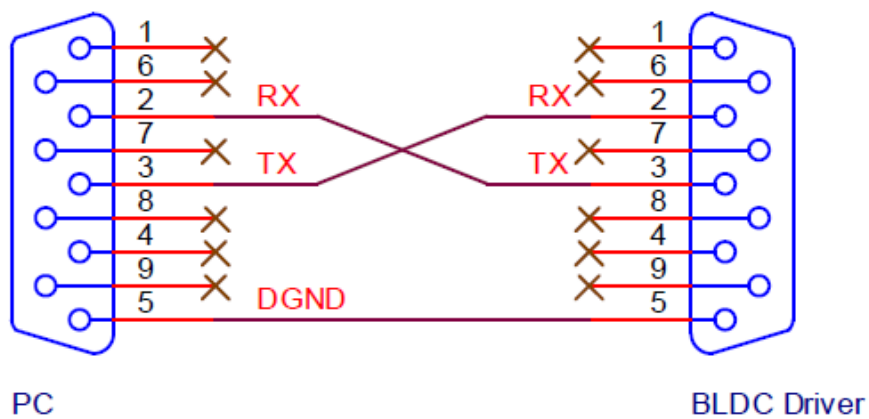 1 1
6 6
RX RX
2 2
7 7
TX TX
3 3
8 8
4 4
9 9
DGND
5 5
PC BLDC Driver